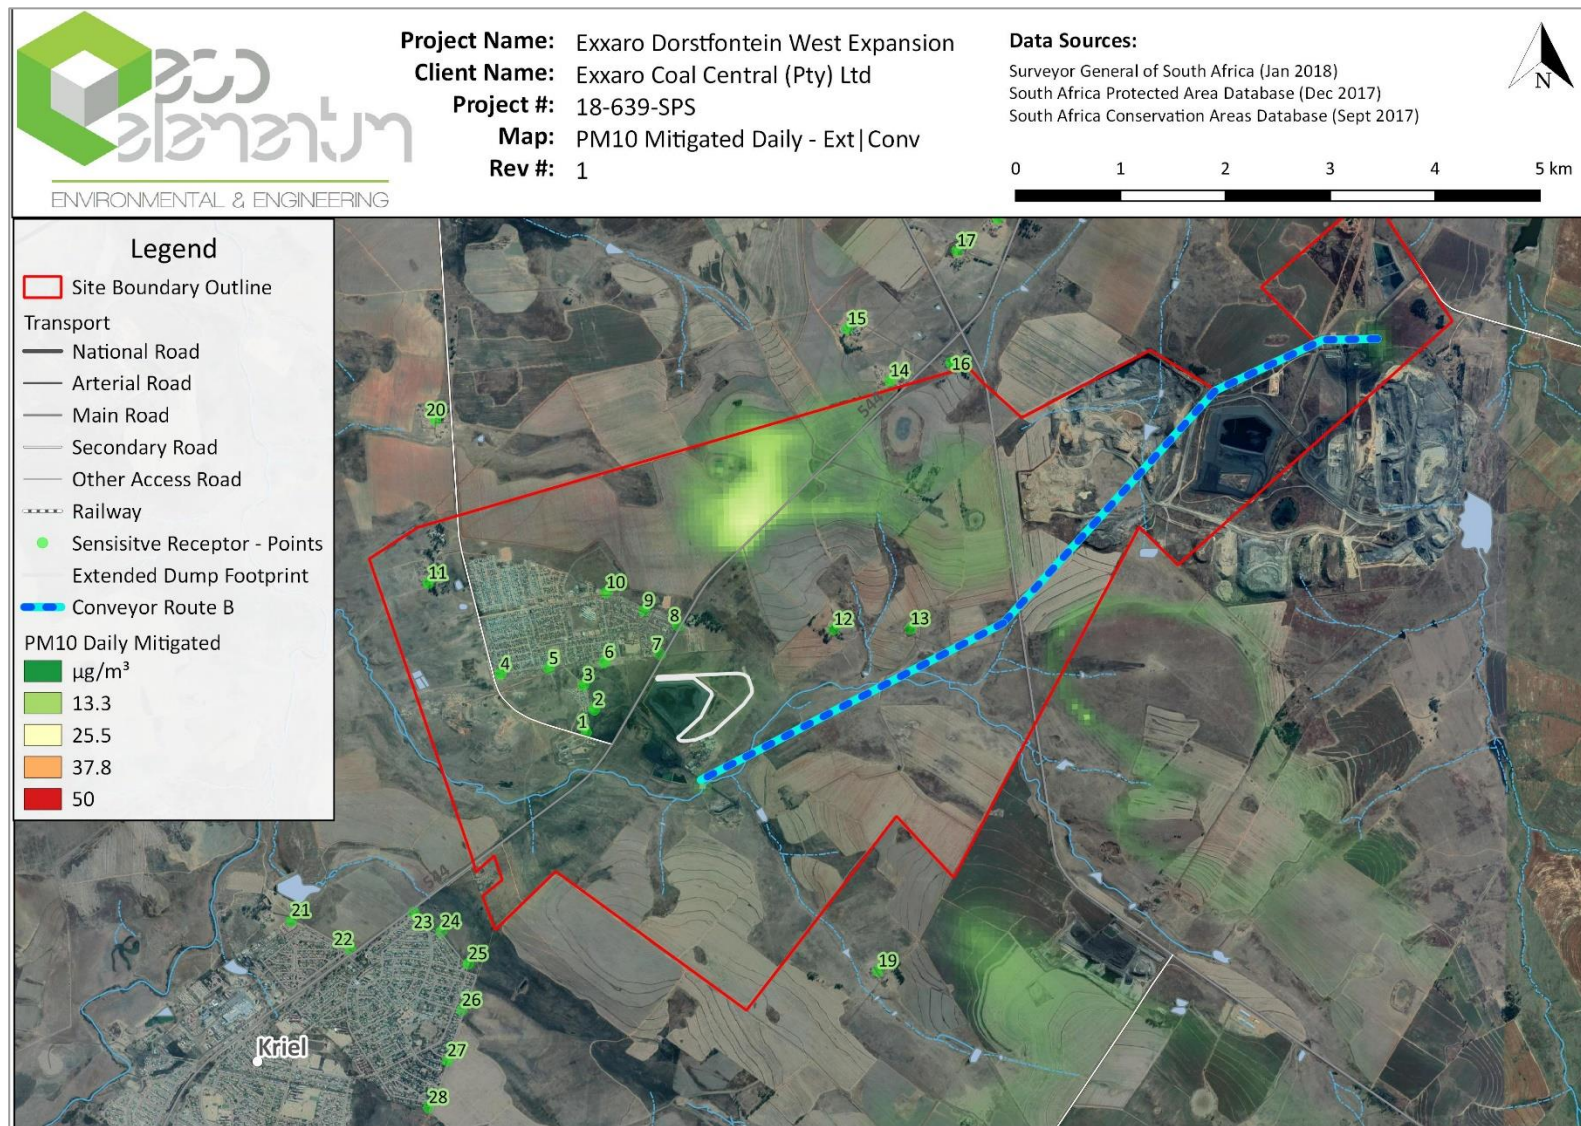 eco
elementum
ENVIRONMENTAL & ENGINEERING
Project Name: Exxaro Dorstfontein West Expansion
Client Name: Exxaro Coal Central (Pty) Ltd
Project #: 18-639-SPS
Map: PM10 Mitigated Daily - Ext|Conv
Rev #: 1
Data Sources:
Surveyor General of South Africa (Jan 2018)
South Africa Protected Area Database (Dec 2017)
South Africa Conservation Areas Database (Sept 2017)
N
0 1 2 3 4 5 km
Legend
Site Boundary Outline
Transport
National Road
Arterial Road
Main Road
Secondary Road
Other Access Road
Railway
Sensisitve Receptor - Points
Extended Dump Footprint
Conveyor Route B
PM10 Daily Mitigated
µg/m³
13.3
25.5
37.8
50
17
15
16
14
544
20
11
10
9
8
12
13
7
6
5
4
3
2
1
544
19
21
22
23
24
25
26
27
28
Kriel